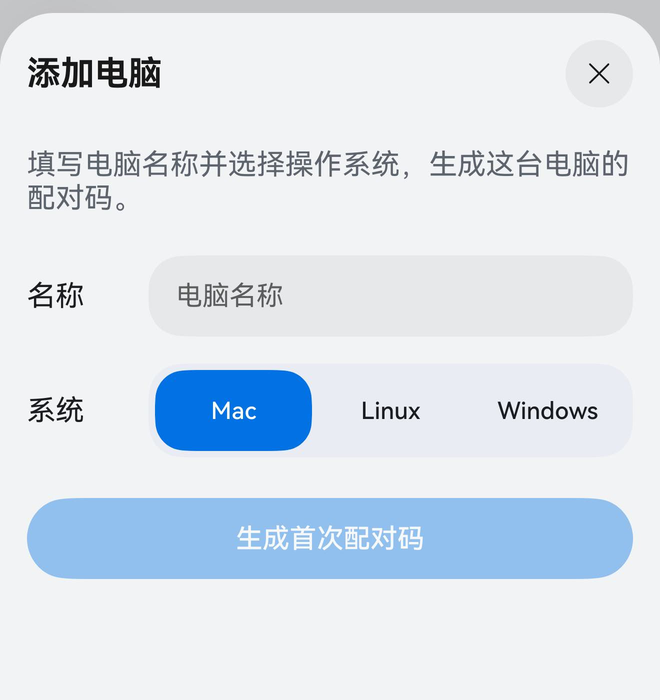 添加电脑
填写电脑名称并选择操作系统，生成这台电脑的
配对码。
名称
电脑名称
系统
Mac
Linux
Windows
生成首次配对码